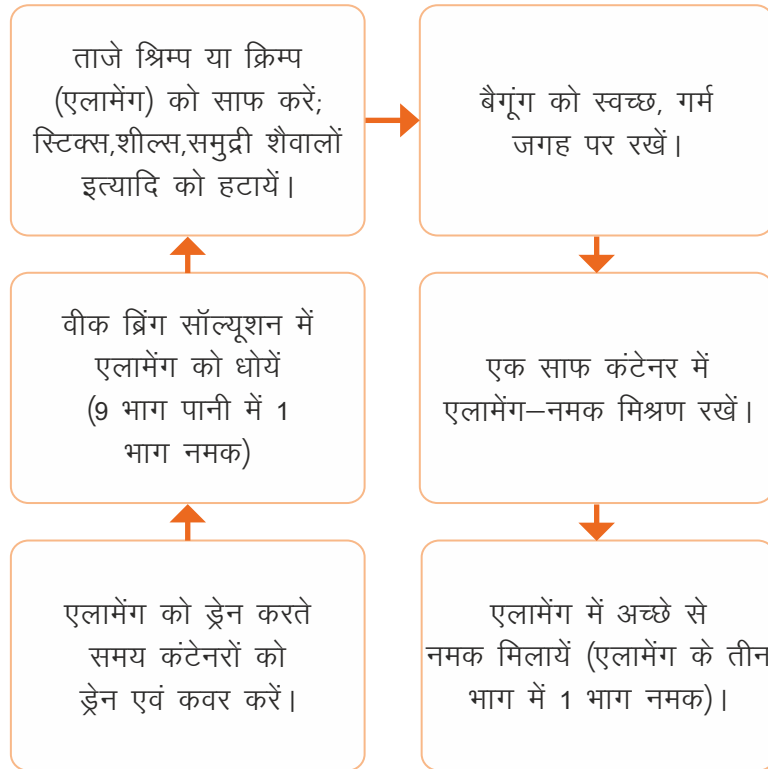 ताजे श्रिम्प या क्रिम्प
(एलामेंग) को साफ करें;
स्टिक्स,शील्स,समुद्री शैवालों
इत्यादि को हटायें।
बैगूंग को स्वच्छ, गर्म
जगह पर रखें।
वीक ब्रिंग सॉल्यूशन में
एलामेंग को धोयें
(9 भाग पानी में 1
भाग नमक)
एक साफ कंटेनर में
एलामेंग–नमक मिश्रण रखें।
एलामेंग को ड्रेन करते
समय कंटेनरों को
ड्रेन एवं कवर करें।
एलामेंग में अच्छे से
नमक मिलायें (एलामेंग के तीन
भाग में 1 भाग नमक)।